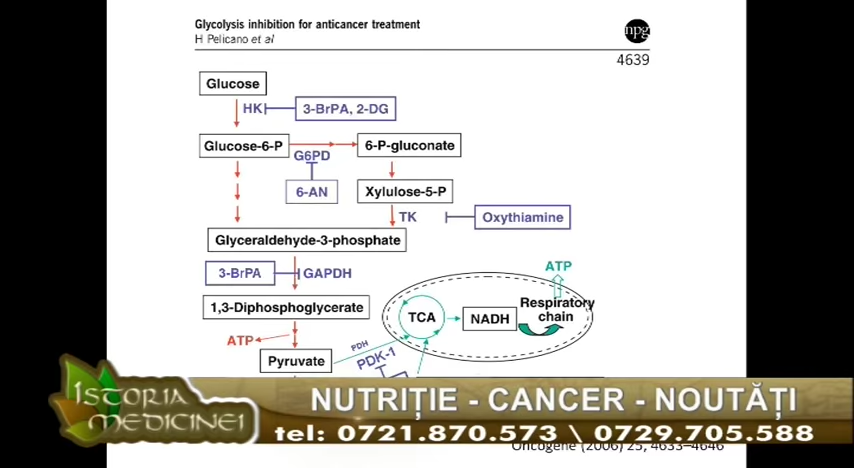 Glycolysis inhibition for anticancer treatment
H Pelicano et al
npg
4639
Glucose
HK
3-BrPA, 2-DG
Glucose-6-P
6-P-gluconate
G6PD
6-AN
Xylulose-5-P
TK
Oxythiamine
Glyceraldehyde-3-phosphate
3-BrPA
GAPDH
ATP
1,3-Diphosphoglycerate
TCA
NADH
Respiratory
chain
ATP
PDH
PDK-1
Pyruvate
ISTORIA
MEDICINEI
NUTRIȚIE - CANCER - NOUTĂȚI
tel: 0721.870.573 \ 0729.705.588
Oncogene (2006) 25, 4633–4646